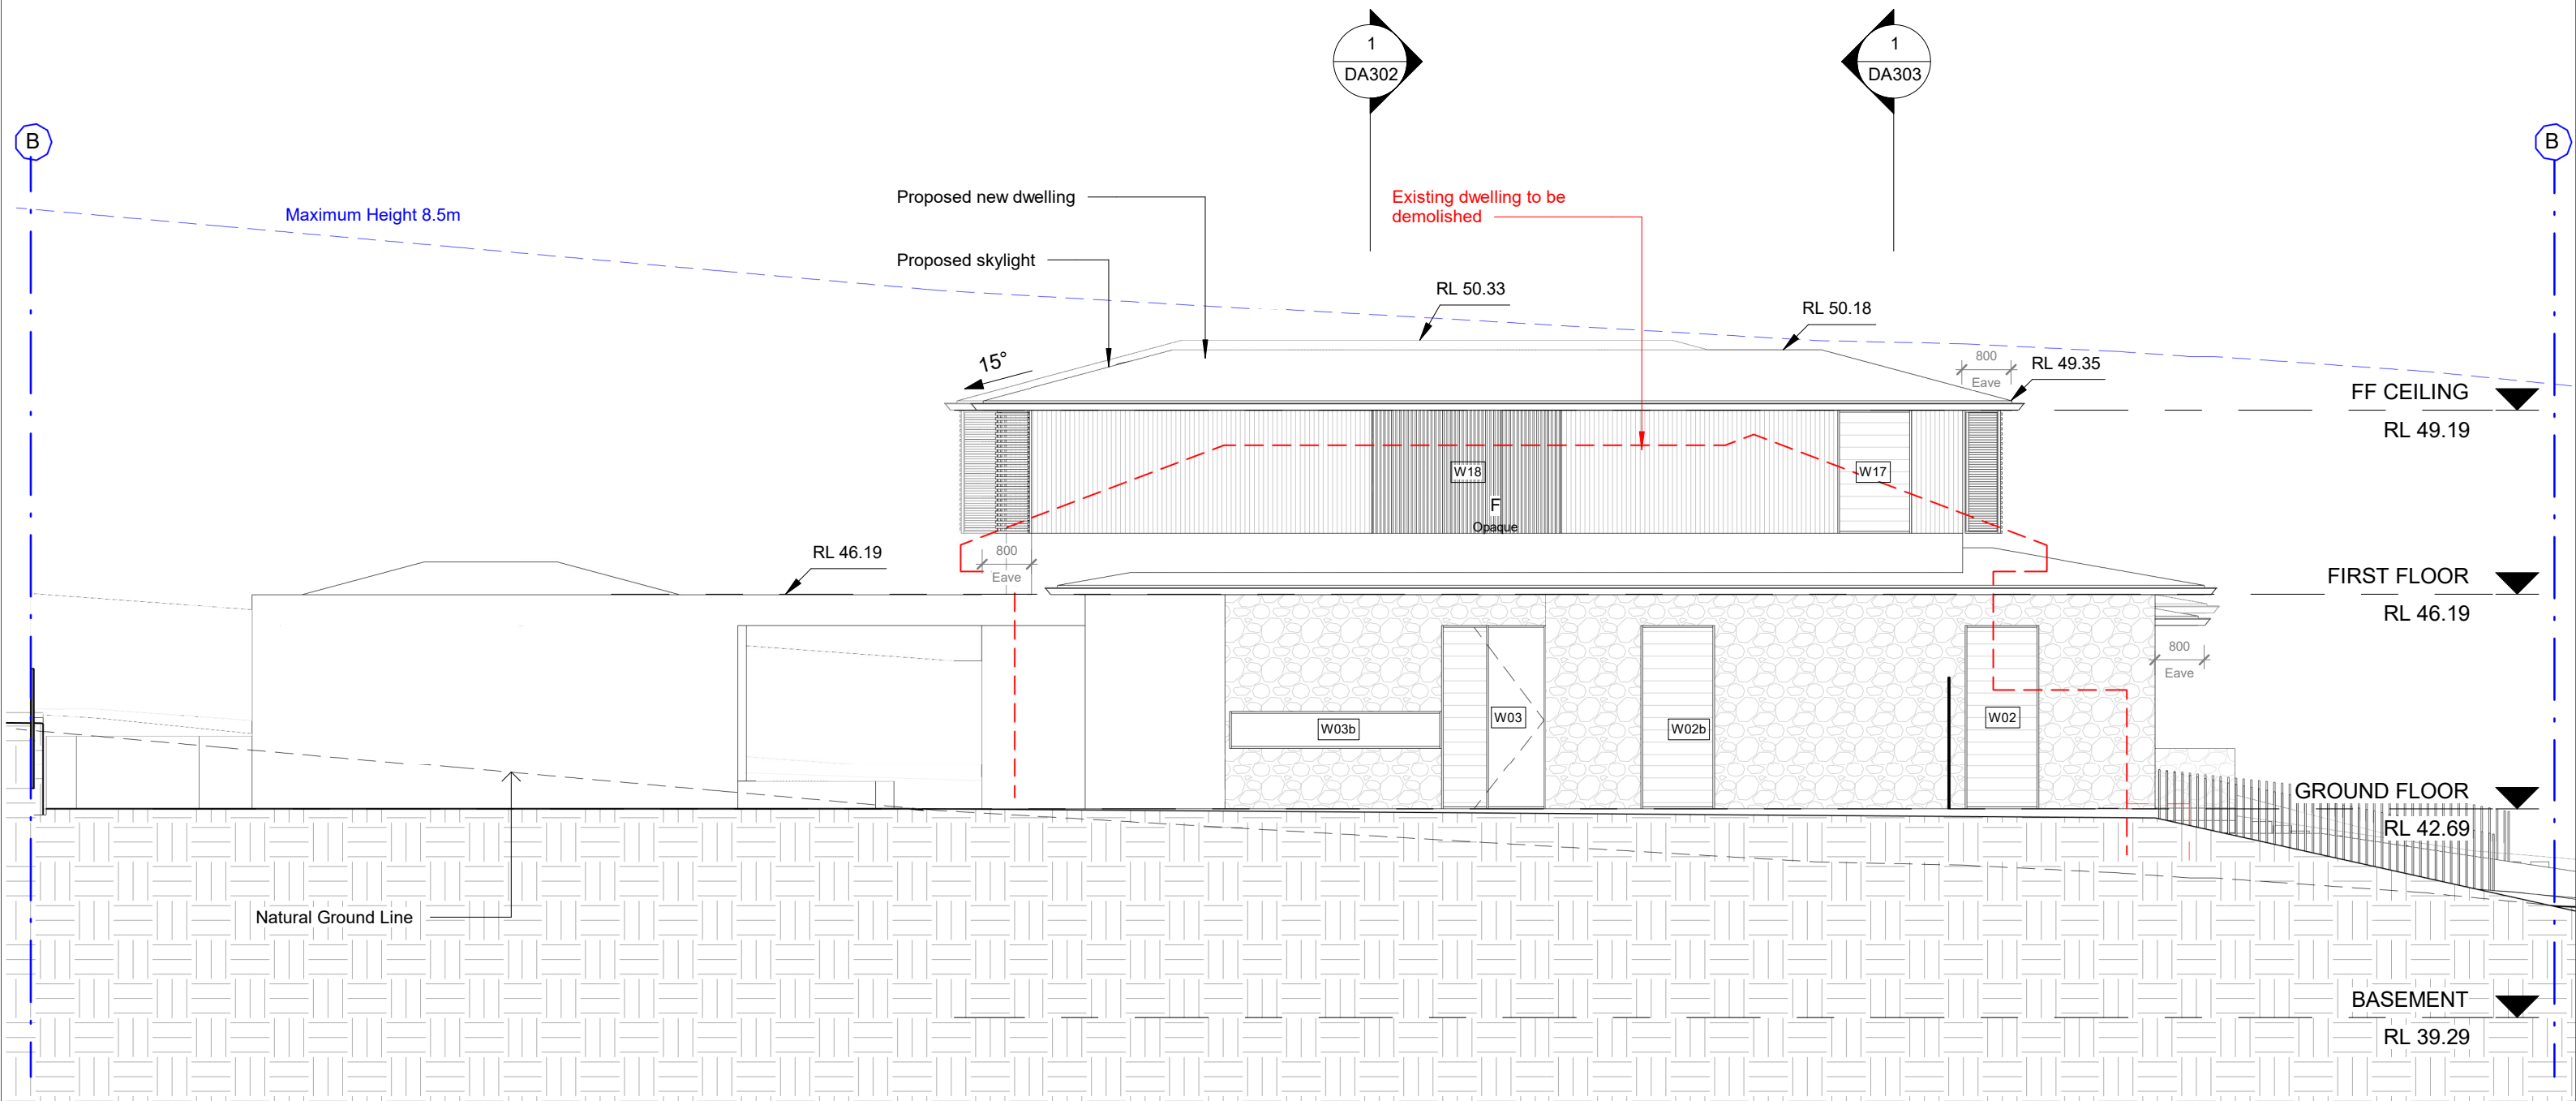 1
DA302
1
DA303
B
B
Maximum Height 8.5m
Proposed new dwelling
Existing dwelling to be
demolished
Proposed skylight
RL 50.33
RL 50.18
15°
800
Eave
RL 49.35
FF CEILING
RL 49.19
W18
W17
F
Opaque
RL 46.19
800
Eave
FIRST FLOOR
RL 46.19
800
Eave
W03b
W03
W02b
W02
GROUND FLOOR
RL 42.69
Natural Ground Line
BASEMENT
RL 39.29